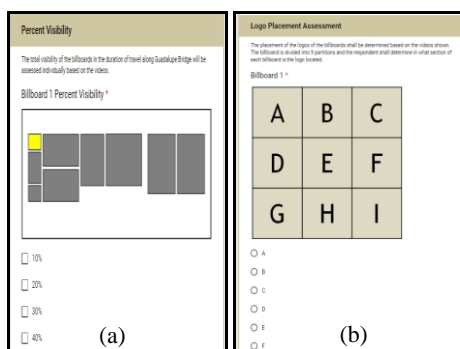 Percent Visibility
The total visibility of the billboards in the duration of travel along Guadalupe Bridge will be
assessed individually based on the videos.
Billboard 1 Percent Visibility *
10%
20%
30%
40%
(a)
Logo Placement Assessment
The placement of the logos of the billboards shall be determined based on the videos shown.
The billboard is divided into 9 partitions and the respondent shall determine in what section of
each billboard is the logo located.
Billboard 1 *
A B C
D E F
G H I
A
B
C
D
E
F
(b)